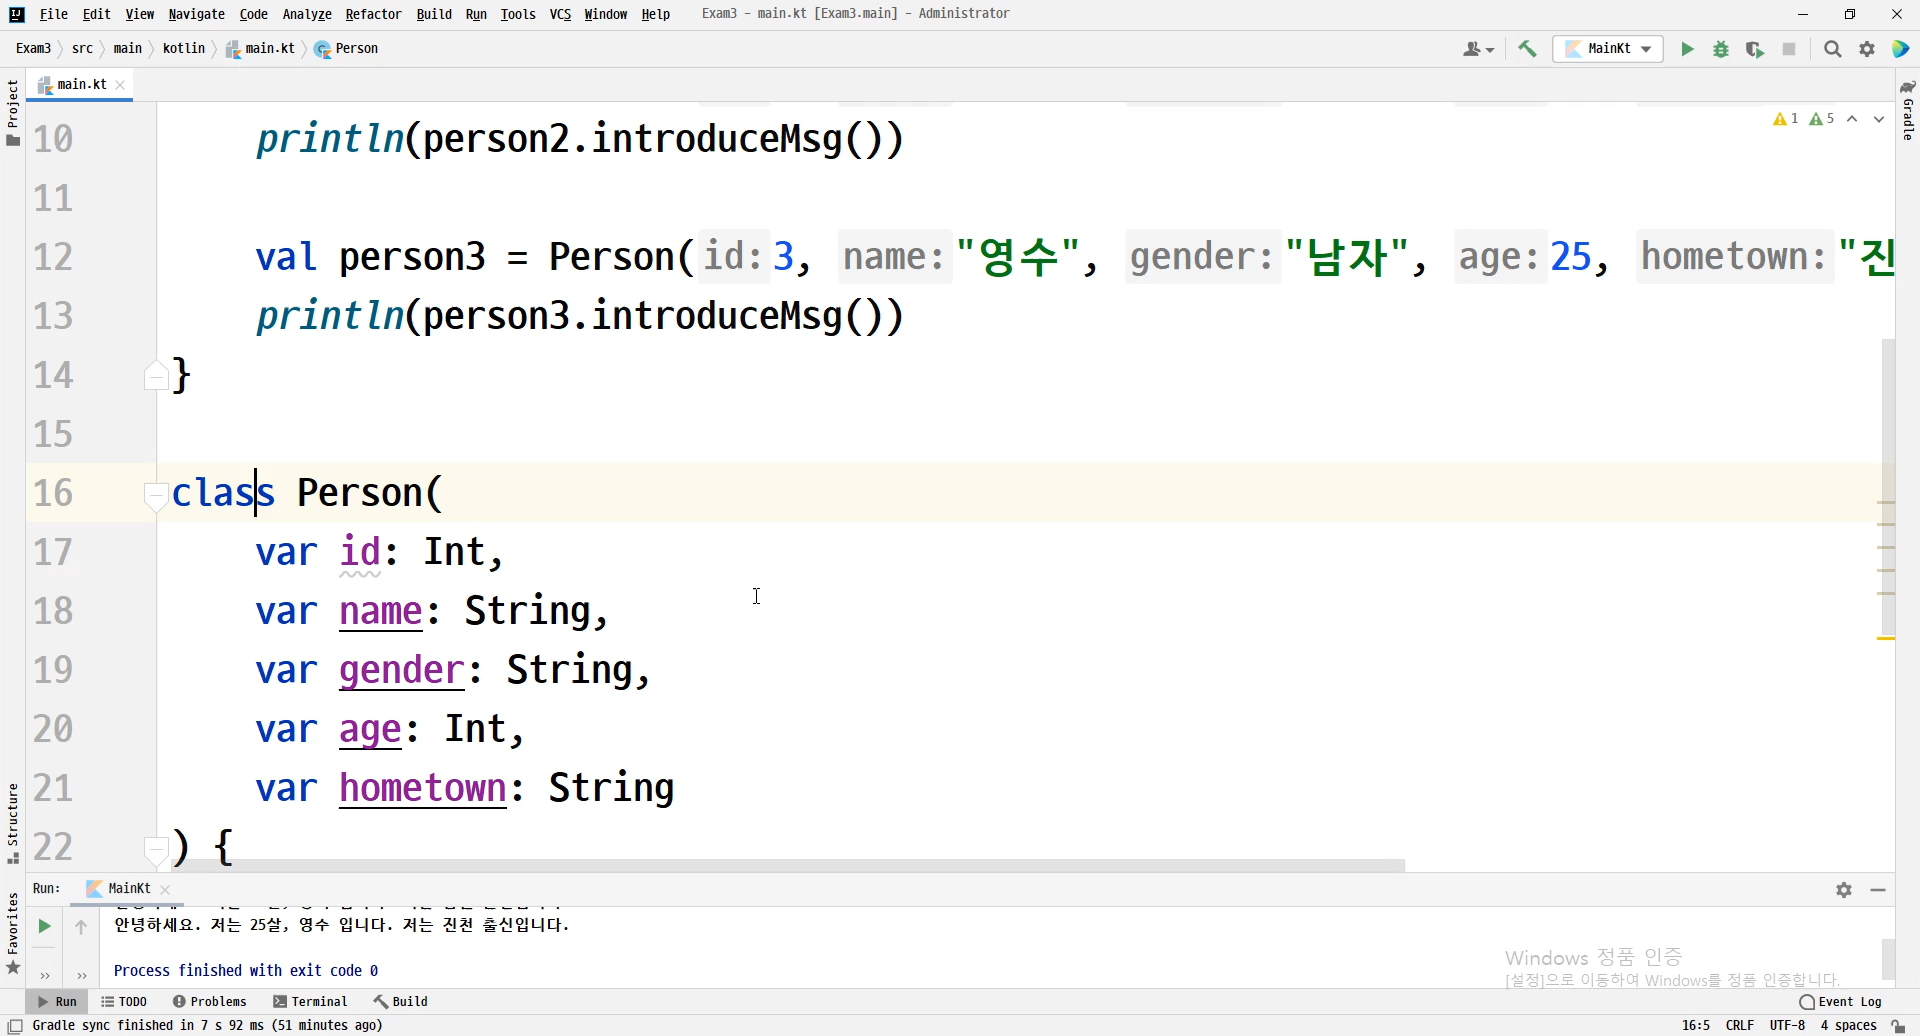 File Edit View Navigate Code Analyze Refactor Build Run Tools VCS Window Help Exam3 - main.kt [Exam3.main] - Administrator
Exam3 src main kotlin main.kt Person MainKt
main.kt
Project
Gradle
1 5
10 println(person2.introduceMsg())
11
12 val person3 = Person( id: 3, name: "영수", gender: "남자", age: 25, hometown: "진
13 println(person3.introduceMsg())
14 }
15
16 class Person(
17 var id: Int,
18 var name: String,
19 var gender: String,
20 var age: Int,
21 var hometown: String
22 ) {
Structure
Favorites
Run: MainKt
안녕하세요. 저는 25살, 영수 입니다. 저는 진천 출신입니다.
Process finished with exit code 0
Windows 정품 인증
[설정]으로 이동하여 Windows를 정품 인증합니다.
Run TODO Problems Terminal Build Event Log
Gradle sync finished in 7 s 92 ms (51 minutes ago) 16:5 CRLF UTF-8 4 spaces